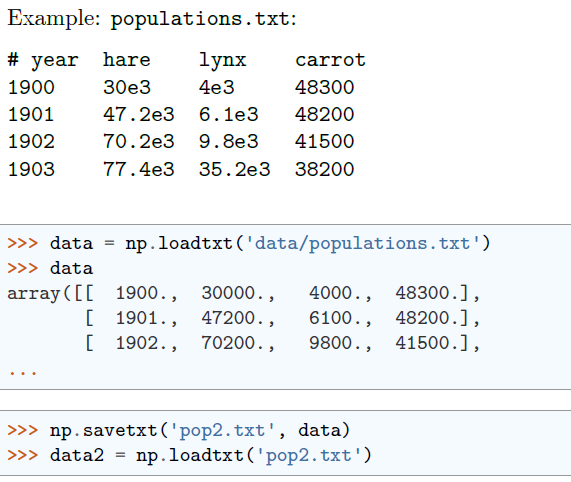 Example: populations.txt:
# year  hare    lynx    carrot
1900    30e3    4e3     48300
1901    47.2e3  6.1e3   48200
1902    70.2e3  9.8e3   41500
1903    77.4e3  35.2e3  38200
>>> data = np.loadtxt('data/populations.txt')
>>> data
array([[  1900.,  30000.,   4000.,  48300.],
       [  1901.,  47200.,   6100.,  48200.],
       [  1902.,  70200.,   9800.,  41500.],
...
>>> np.savetxt('pop2.txt', data)
>>> data2 = np.loadtxt('pop2.txt')